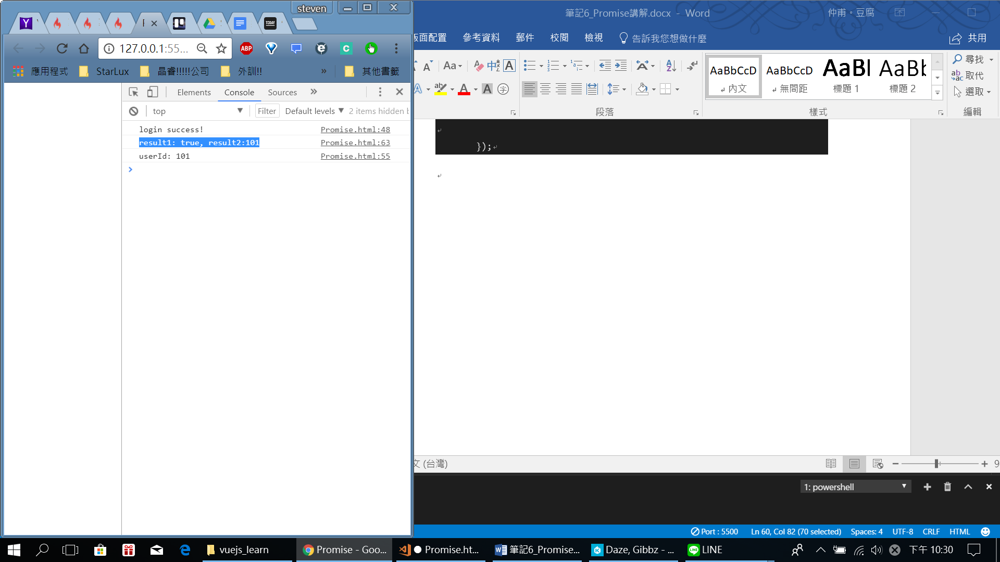 steven
127.0.0.1:55...
ABP
應用程式
StarLux
晶睿!!!!!公司
外訓!!
»
其他書籤
Elements
Console
Sources
»
top
Filter
Default levels
2 items hidden b
login success! Promise.html:48
result1: true, result2:101 Promise.html:63
userId: 101 Promise.html:55
筆記6_Promise講解.docx - Word
仲甫。豆腐
版面配置
參考資料
郵件
校閱
檢視
告訴我您想做什麼
共用
AaBbCcD
內文
AaBbCcD
無間距
AaBl
標題 1
AaBb
標題 2
尋找
取代
選取
段落
樣式
編輯
});
文 (台灣)
9
1: powershell
Port : 5500
Ln 60, Col 82 (70 selected)
Spaces: 4
UTF-8
CRLF
HTML
vuejs_learn
Promise - Goo...
Promise.ht...
筆記6_Promise...
Daze, Gibbz - ...
LINE
下午 10:30